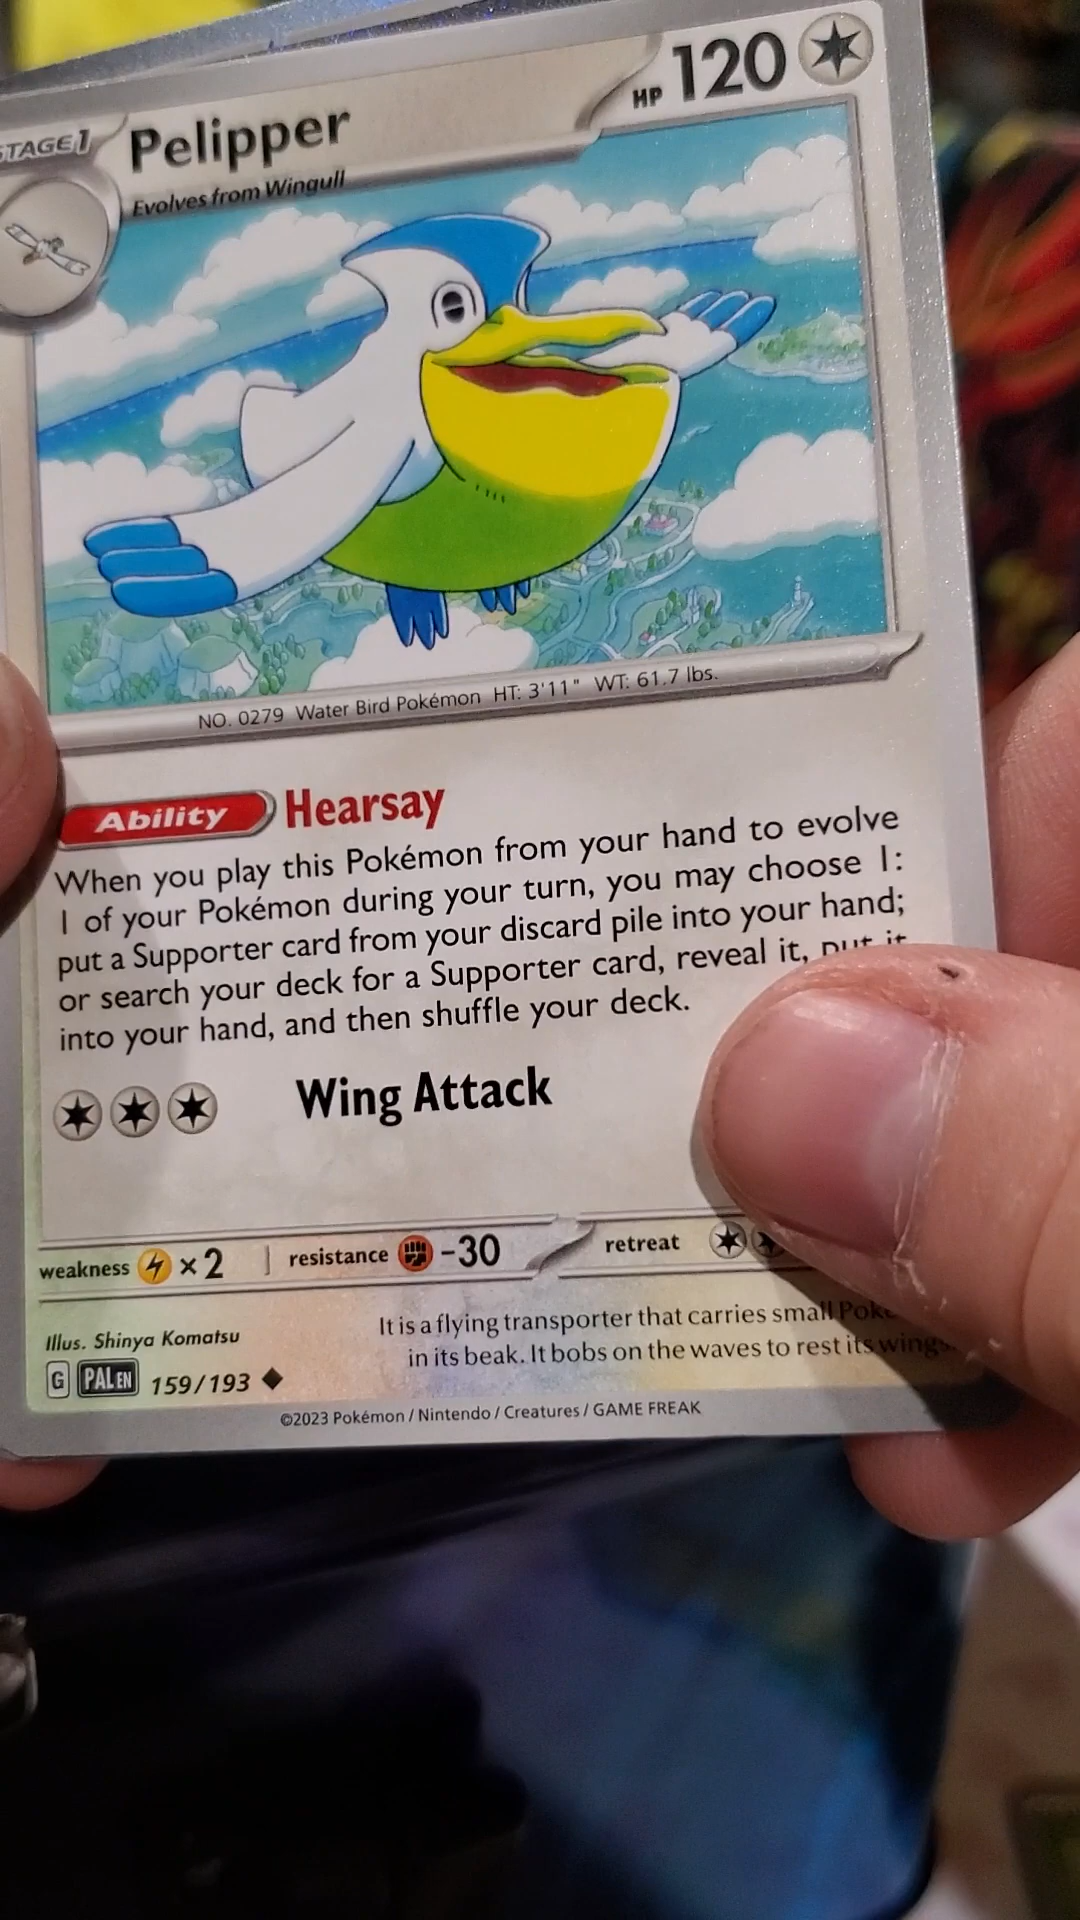 STAGE1
Pelipper
HP 120
Evolves from Wingull
NO. 0279 Water Bird Pokémon HT: 3'11" WT: 61.7 lbs.
Ability Hearsay
When you play this Pokémon from your hand to evolve
1 of your Pokémon during your turn, you may choose 1:
put a Supporter card from your discard pile into your hand;
or search your deck for a Supporter card, reveal it, put it
into your hand, and then shuffle your deck.
Wing Attack
weakness ×2 resistance -30 retreat
Illus. Shinya Komatsu
It is a flying transporter that carries small
in its beak. It bobs on the waves to rest its wings.
G PAL EN 159/193
©2023 Pokémon / Nintendo / Creatures / GAME FREAK